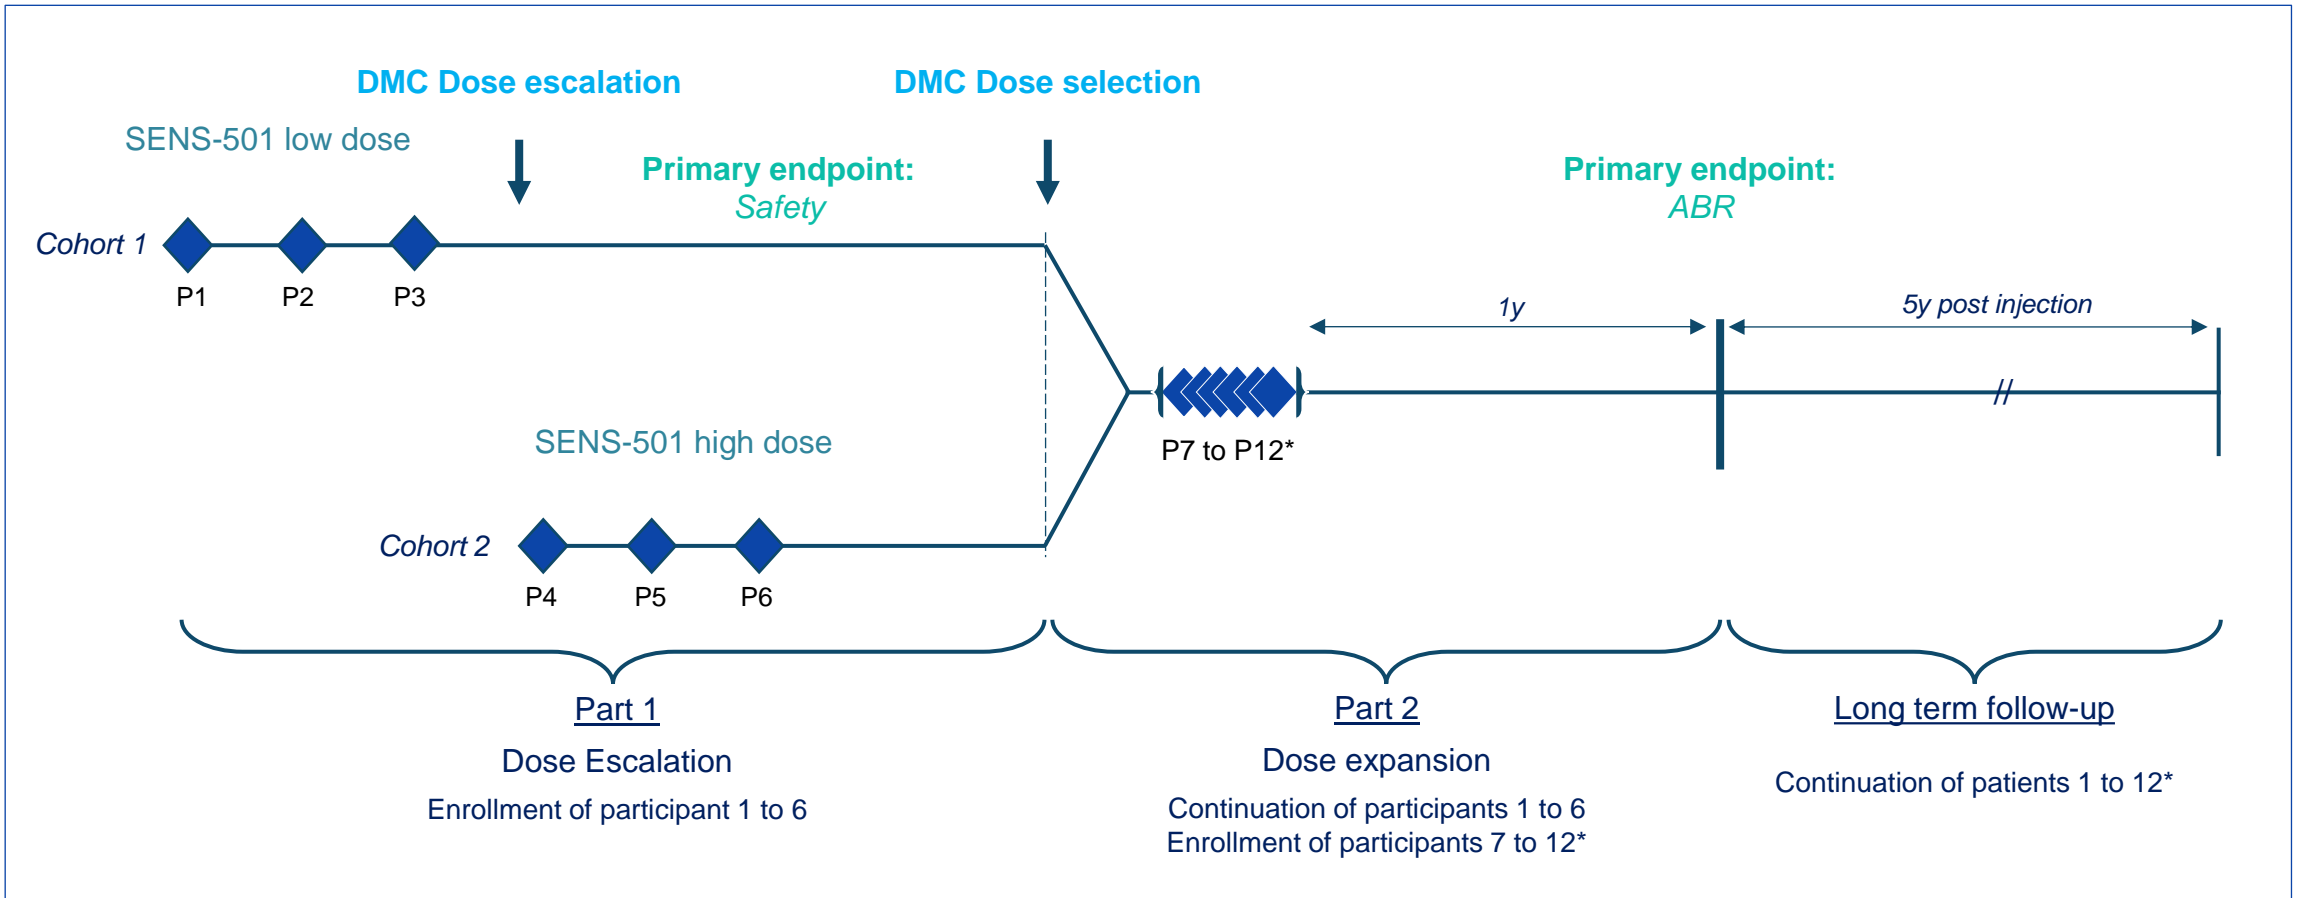 DMC Dose escalation
DMC Dose selection
SENS-501 low dose
Primary endpoint:
Safety
Primary endpoint:
ABR
Cohort 1
P1
P2
P3
1y
5y post injection
//
SENS-501 high dose
P7 to P12*
Cohort 2
P4
P5
P6
Part 1
Dose Escalation
Enrollment of participant 1 to 6
Part 2
Dose expansion
Continuation of participants 1 to 6
Enrollment of participants 7 to 12*
Long term follow-up
Continuation of patients 1 to 12*